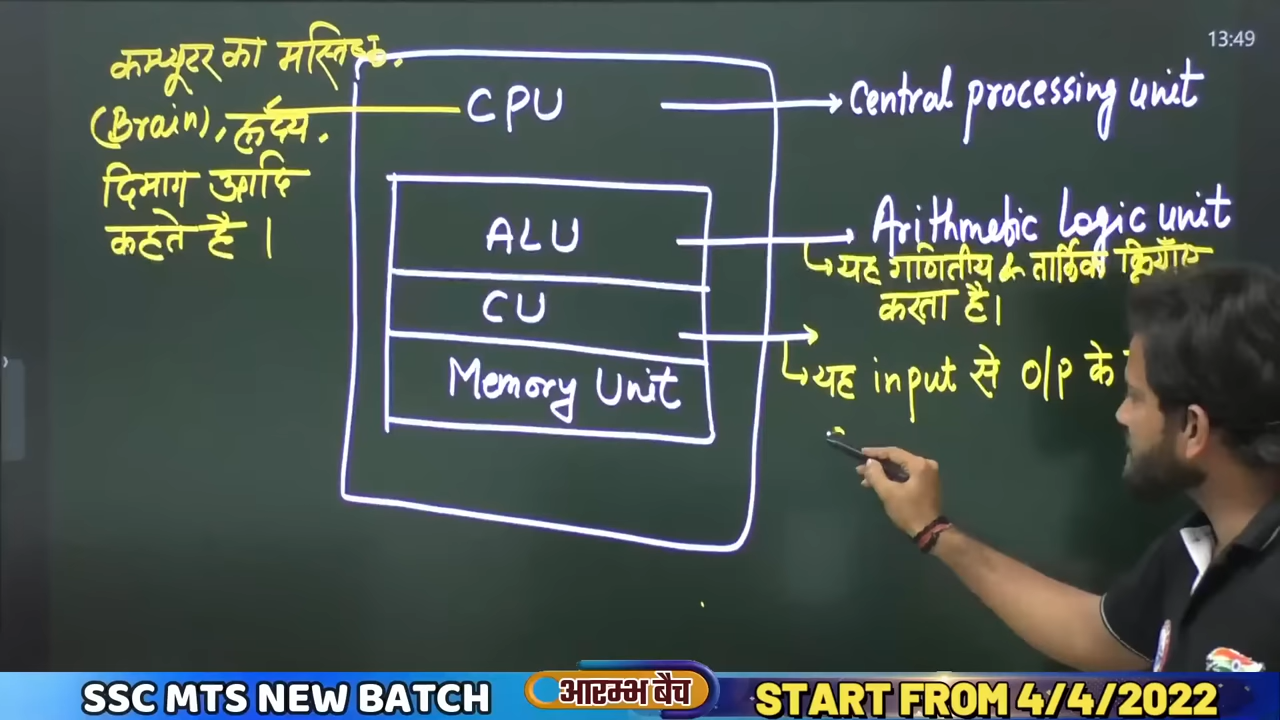 13:49
कम्प्यूटर का मस्तिष्क.
(Brain), ह्रदय.
दिमाग आदि
कहते है।
CPU
Central processing unit
ALU
Arithmetic Logic unit
यह गणितीय & तार्किक क्रियाँए
करता है।
CU
यह input से O/P के
Memory Unit
SSC MTS NEW BATCH
आरम्भ बैच
START FROM 4/4/2022